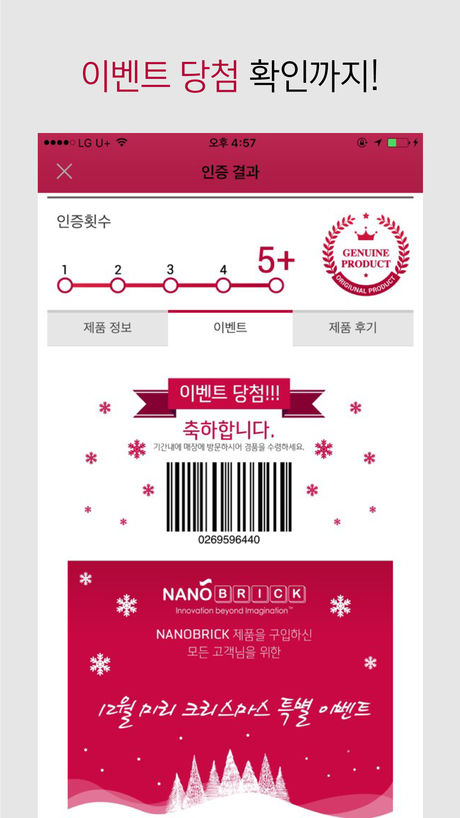 이벤트 당첨 확인까지!
LG U+ 오후 4:57
인증 결과
인증횟수
1 2 3 4 5+
GENUINE
PRODUCT
ORIGIUNAL PRODUCT
제품 정보 이벤트 제품 후기
이벤트 당첨!!!
축하합니다.
기간내에 매장에 방문하시어 경품을 수령하세요.
0269596440
NANO BRICK
Innovation beyond Imagination™
NANOBRICK 제품을 구입하신
모든 고객님을 위한
12월 미리 크리스마스 특별 이벤트